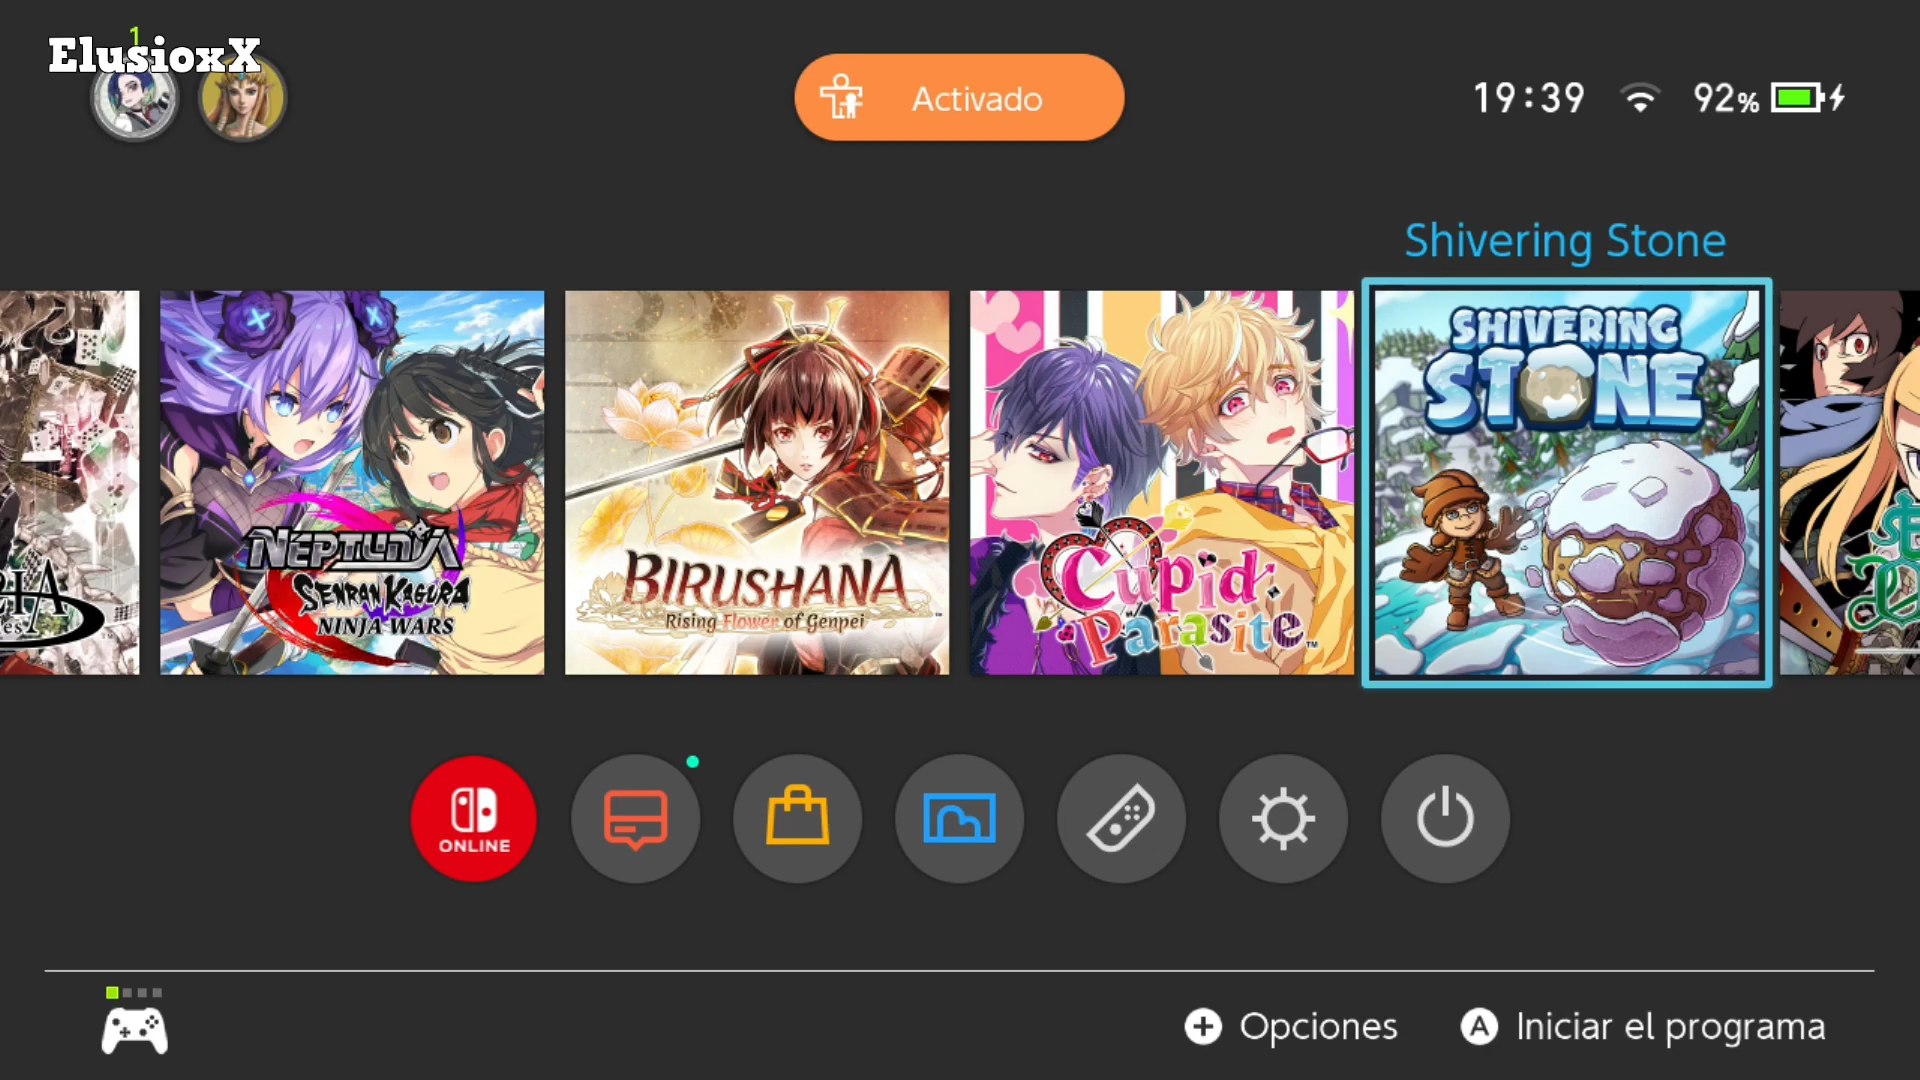 1
ElusioxX
Activado
19:39
92%
Shivering Stone
NEPTUNIA
SENRAN KAGURA
NINJA WARS
BIRUSHANA
Rising Flower of Genpei
Cupid
Parasite™
SHIVERING
STONE
ONLINE
Opciones
A Iniciar el programa